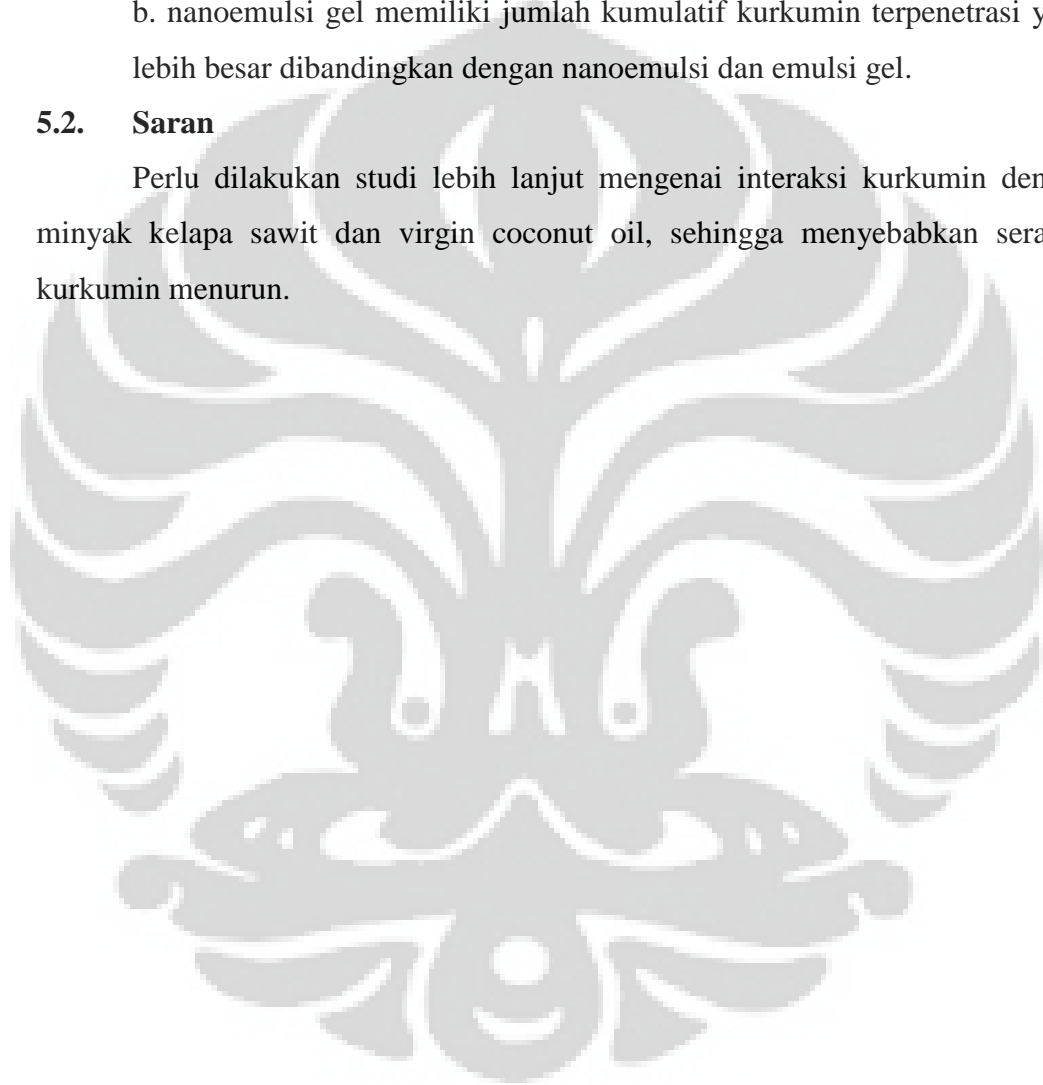 b. nanoemulsi gel memiliki jumlah kumulatif kurkumin terpenetrasi y
lebih besar dibandingkan dengan nanoemulsi dan emulsi gel.
5.2. Saran
Perlu dilakukan studi lebih lanjut mengenai interaksi kurkumin den
minyak kelapa sawit dan virgin coconut oil, sehingga menyebabkan sera
kurkumin menurun.